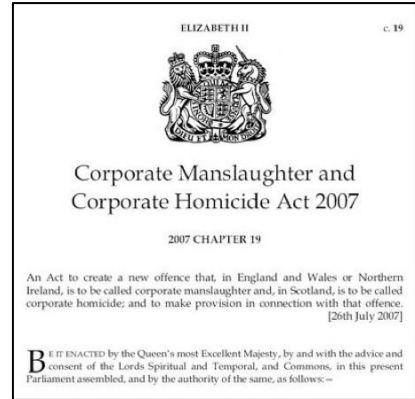 ELIZABETH II c. 19
DIEU ET MON DROIT
Corporate Manslaughter and
Corporate Homicide Act 2007
2007 CHAPTER 19
An Act to create a new offence that, in England and Wales or Northern
Ireland, is to be called corporate manslaughter and, in Scotland, is to be called
corporate homicide; and to make provision in connection with that offence.
[26th July 2007]
BE IT ENACTED by the Queen's most Excellent Majesty, by and with the advice and
consent of the Lords Spiritual and Temporal, and Commons, in this present
Parliament assembled, and by the authority of the same, as follows:—